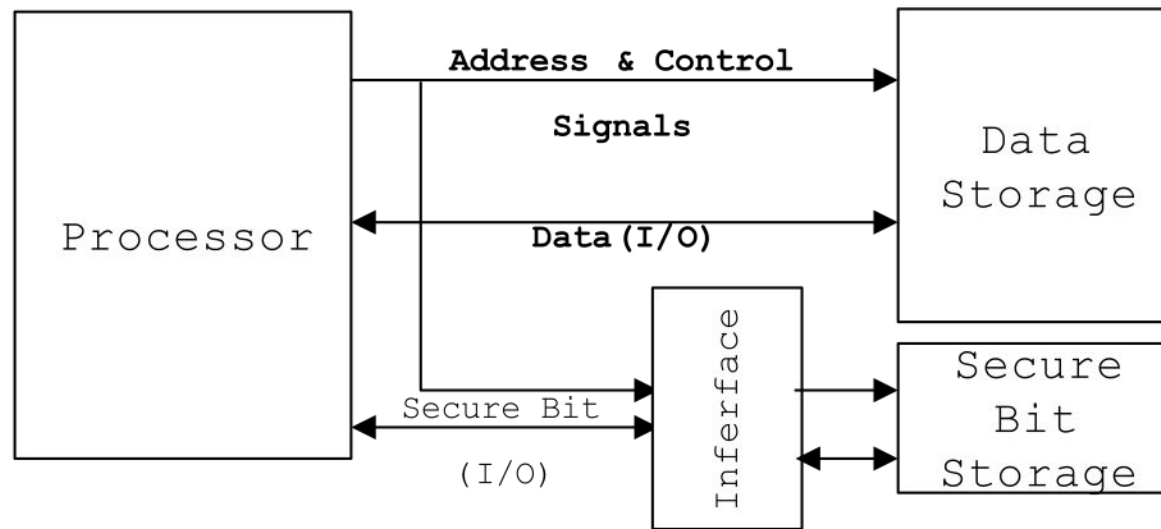 Address & Control
Signals
Data
Storage
Processor
Data(I/O)
Inferface
Secure Bit
(I/O)
Secure
Bit
Storage